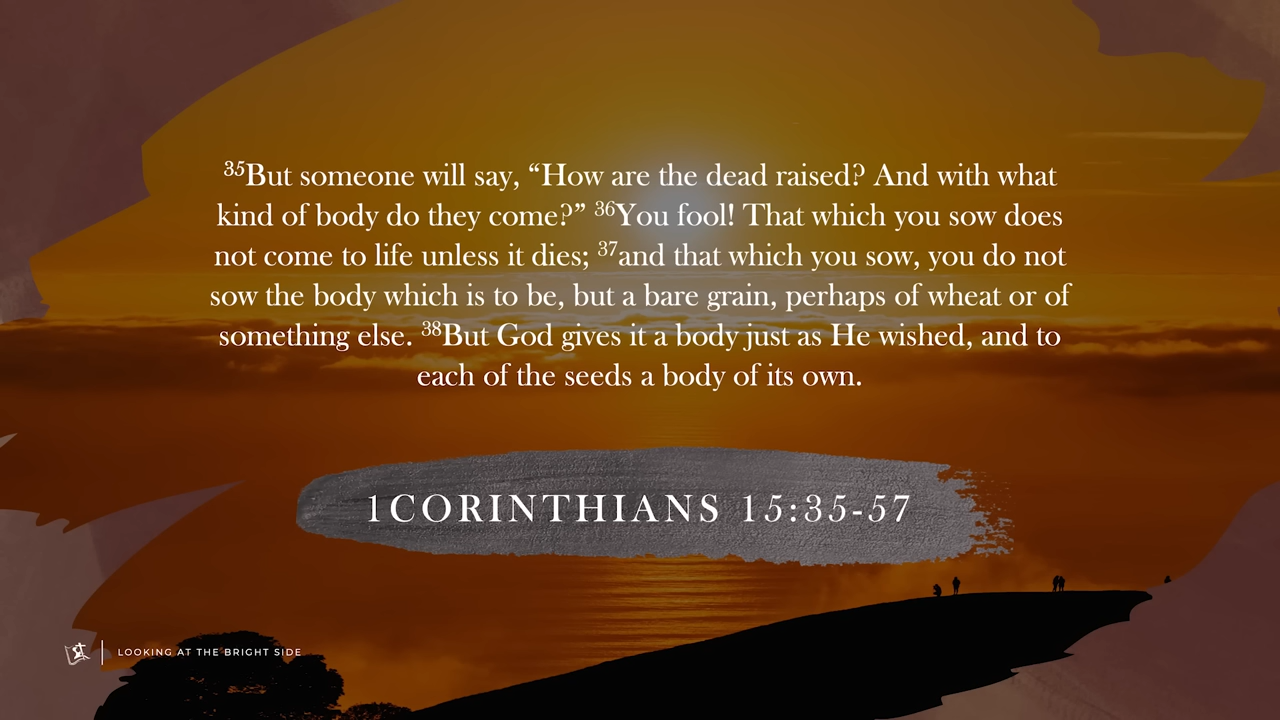 ³⁵But someone will say, “How are the dead raised? And with what
kind of body do they come?” ³⁶You fool! That which you sow does
not come to life unless it dies; ³⁷and that which you sow, you do not
sow the body which is to be, but a bare grain, perhaps of wheat or of
something else. ³⁸But God gives it a body just as He wished, and to
each of the seeds a body of its own.
1CORINTHIANS 15:35-57
LOOKING AT THE BRIGHT SIDE